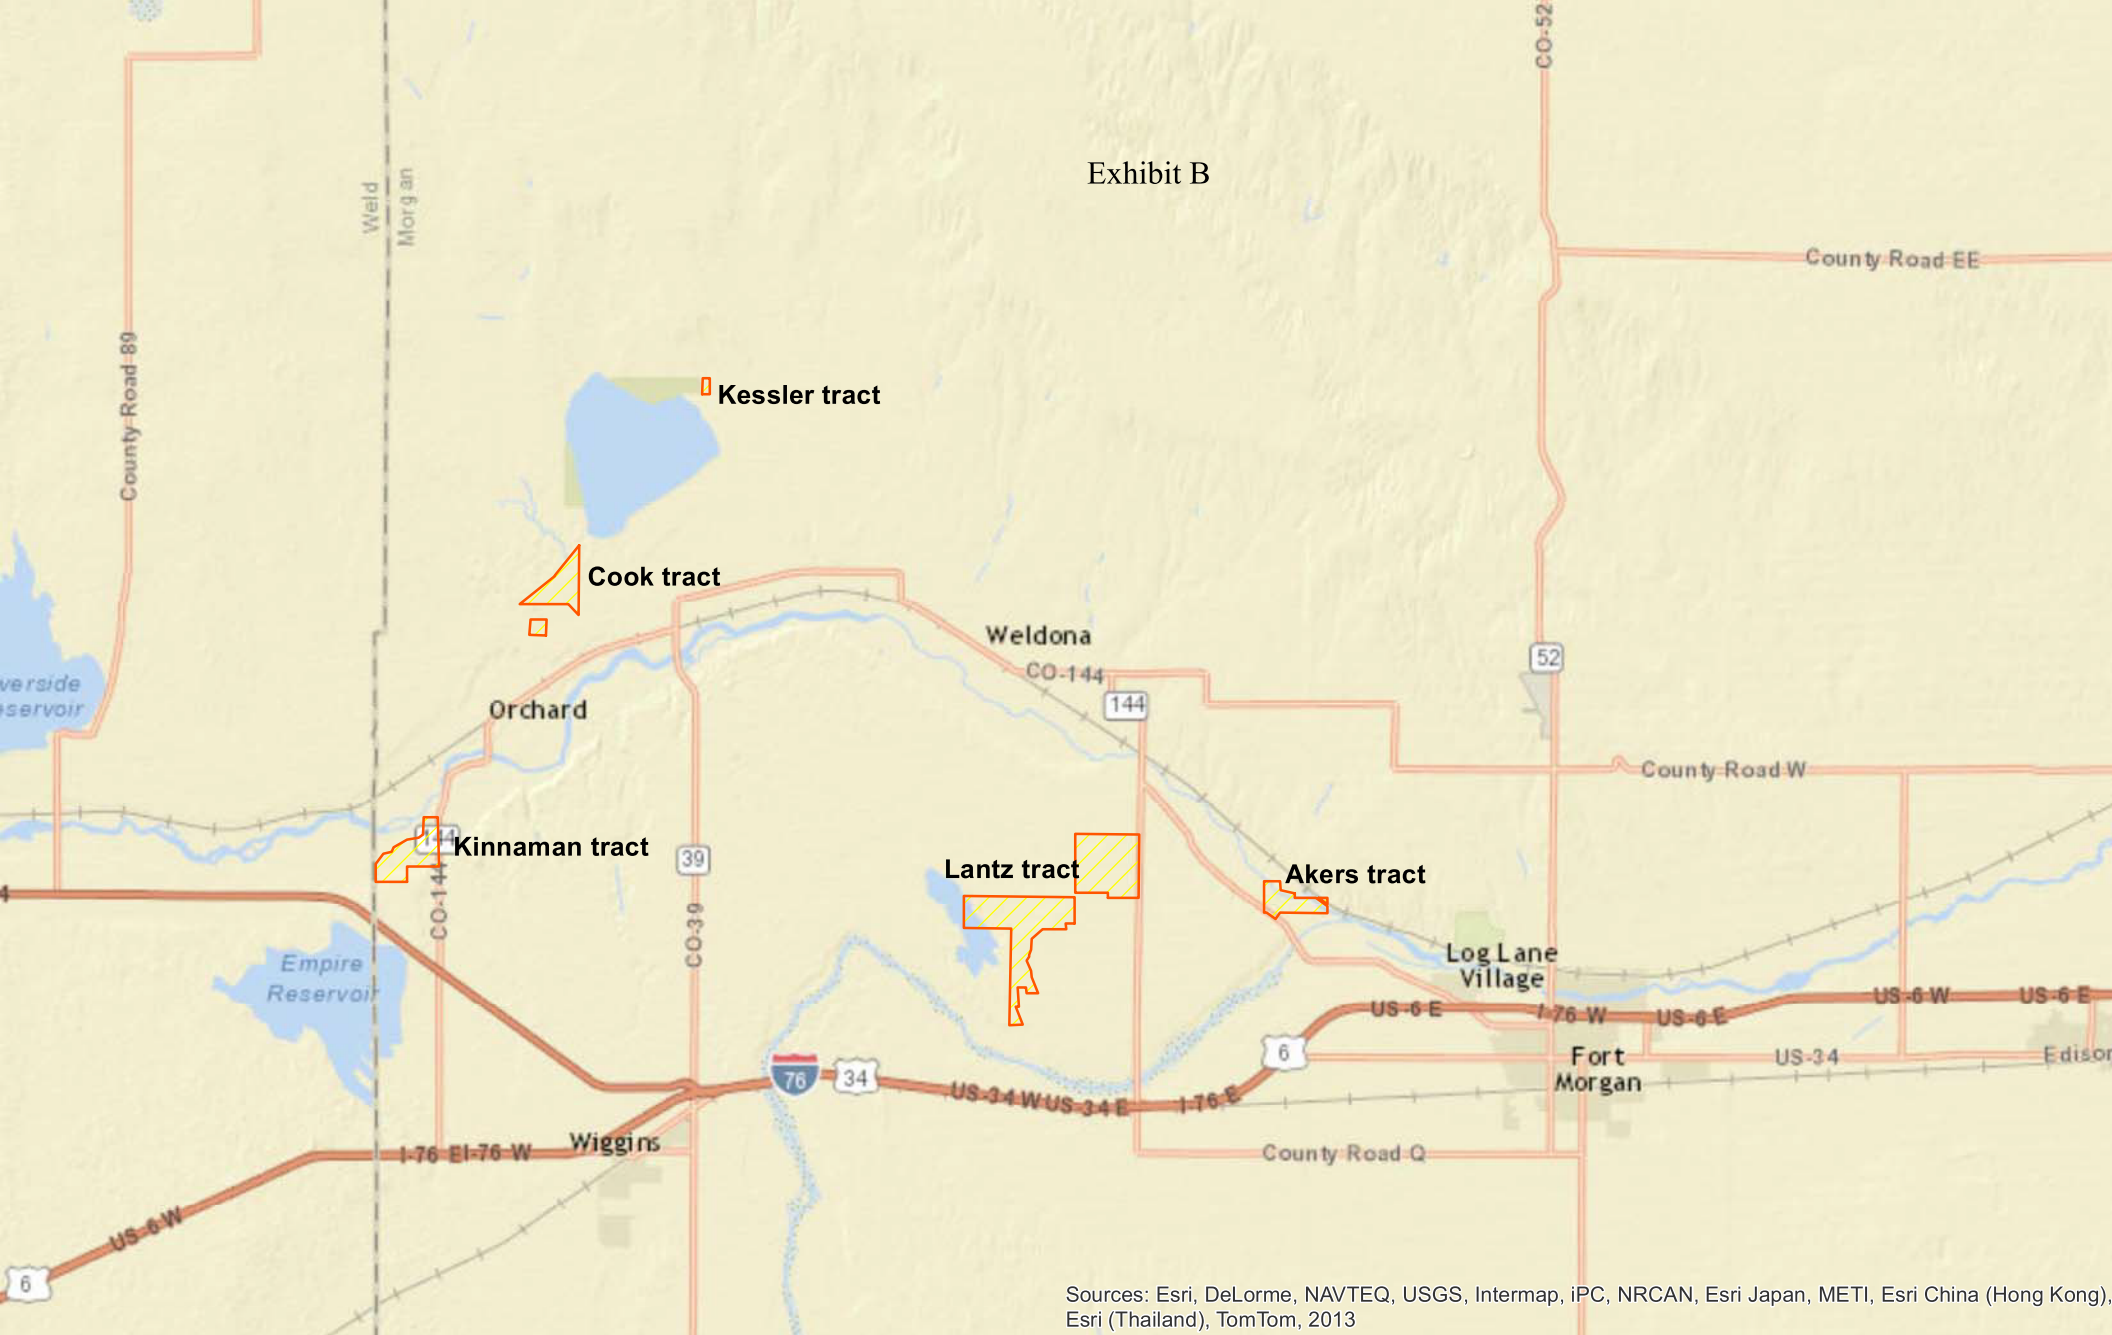 CO-52
Exhibit B
Weld
Morgan
County Road EE
County Road 89
Kessler tract
Cook tract
Weldona
CO-144
52
144
Orchard
County Road W
144
Kinnaman tract
39
Lantz tract
Akers tract
CO-144
CO-39
Log Lane
Village
Empire
Reservoir
US-6 E
I-76 W
US-6 E
US-6 W
US-6 E
6
Fort
Morgan
US-34
76
34
US-34 W
US-34 E
I-76 E
Wiggins
I-76 E
I-76 W
County Road Q
US-6 W
6
Sources: Esri, DeLorme, NAVTEQ, USGS, Intermap, iPC, NRCAN, Esri Japan, METI, Esri China (Hong Kong),
Esri (Thailand), TomTom, 2013